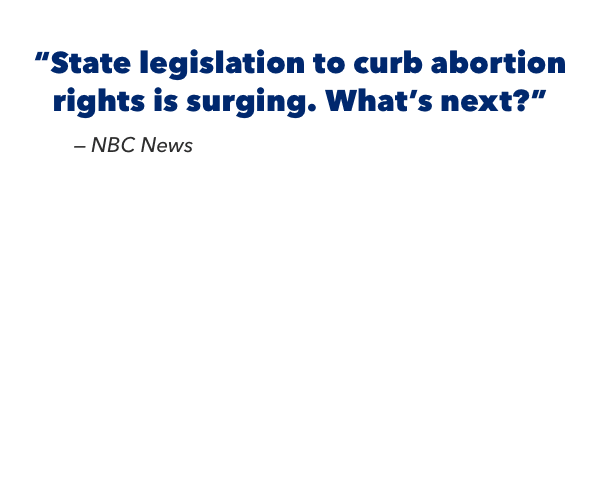 “State legislation to curb abortion
rights is surging. What’s next?”
– NBC News